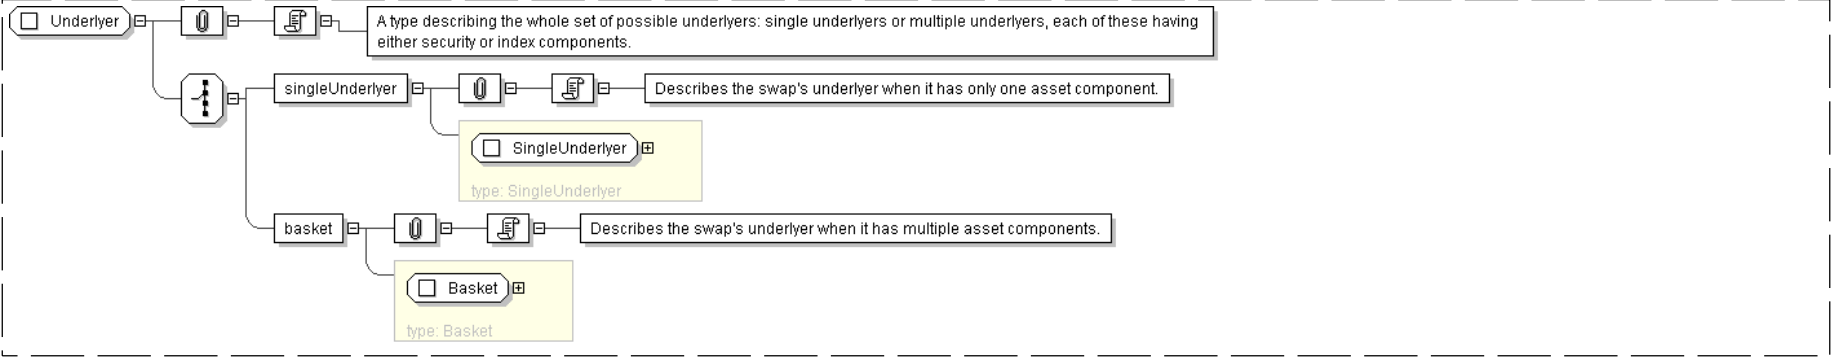 Underlyer
A type describing the whole set of possible underlyers: single underlyers or multiple underlyers, each of these having
either security or index components.
singleUnderlyer
Describes the swap's underlyer when it has only one asset component.
SingleUnderlyer
type: SingleUnderlyer
basket
Describes the swap's underlyer when it has multiple asset components.
Basket
type: Basket